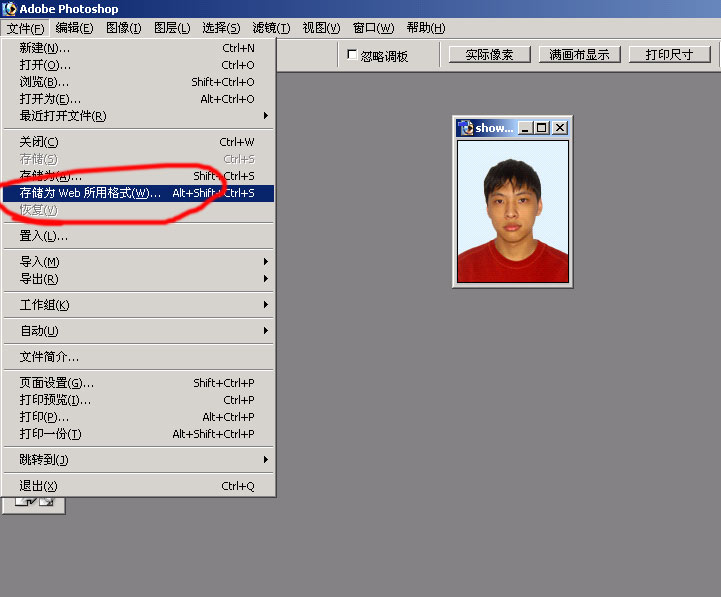 Adobe Photoshop
文件(F) 编辑(E) 图像(I) 图层(L) 选择(S) 滤镜(T) 视图(V) 窗口(W) 帮助(H)
忽略调板 实际像素 满画布显示 打印尺寸
新建(N)... Ctrl+N
打开(O)... Ctrl+O
浏览(B)... Shift+Ctrl+O
打开为(E)... Alt+Ctrl+O
最近打开文件(R)
关闭(C) Ctrl+W
存储(S) Ctrl+S
存储为(A)... Shift+Ctrl+S
存储为 Web 所用格式(W)... Alt+Shift+Ctrl+S
恢复(V)
置入(L)...
导入(M)
导出(R)
工作组(K)
自动(U)
文件简介...
页面设置(G)... Shift+Ctrl+P
打印预览(I)... Ctrl+P
打印(P)... Alt+Ctrl+P
打印一份(T) Alt+Shift+Ctrl+P
跳转到(J)
退出(X) Ctrl+Q
show...